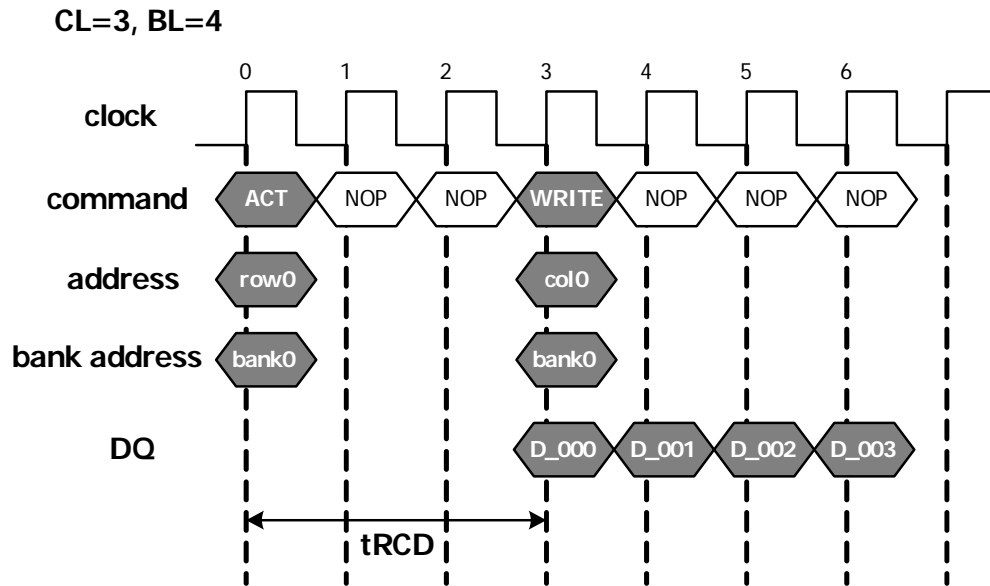 CL=3, BL=4
0 1 2 3 4 5 6
clock
command ACT NOP NOP WRITE NOP NOP NOP
address row0 col0
bank address bank0 bank0
DQ D_000 D_001 D_002 D_003
tRCD